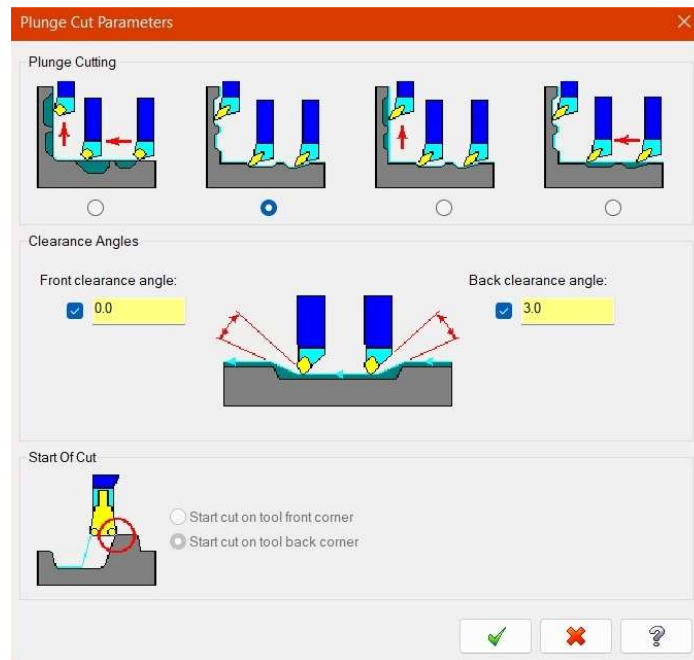 Plunge Cut Parameters
Plunge Cutting
Clearance Angles
Front clearance angle:
0.0
Back clearance angle:
3.0
Start Of Cut
Start cut on tool front corner
Start cut on tool back corner